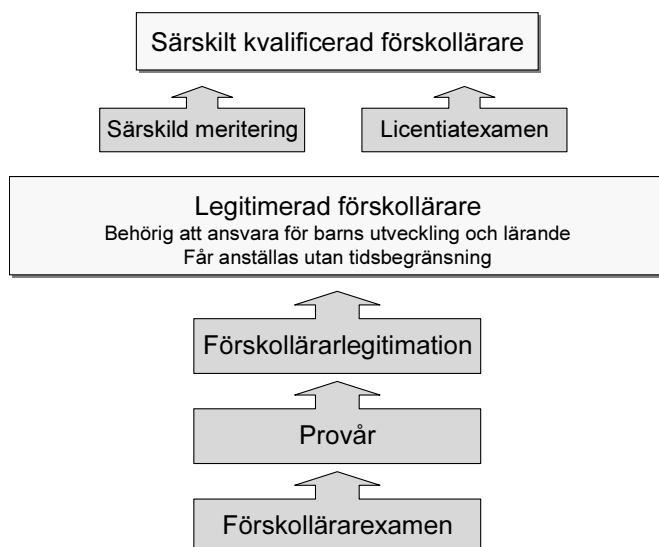 Särskilt kvalificerad förskollärare
Särskild meritering
Licentiatexamen
Legitimerad förskollärare
Behörig att ansvara för barns utveckling och lärande
Får anställas utan tidsbegränsning
Förskollärarlegitimation
Provår
Förskollärarexamen